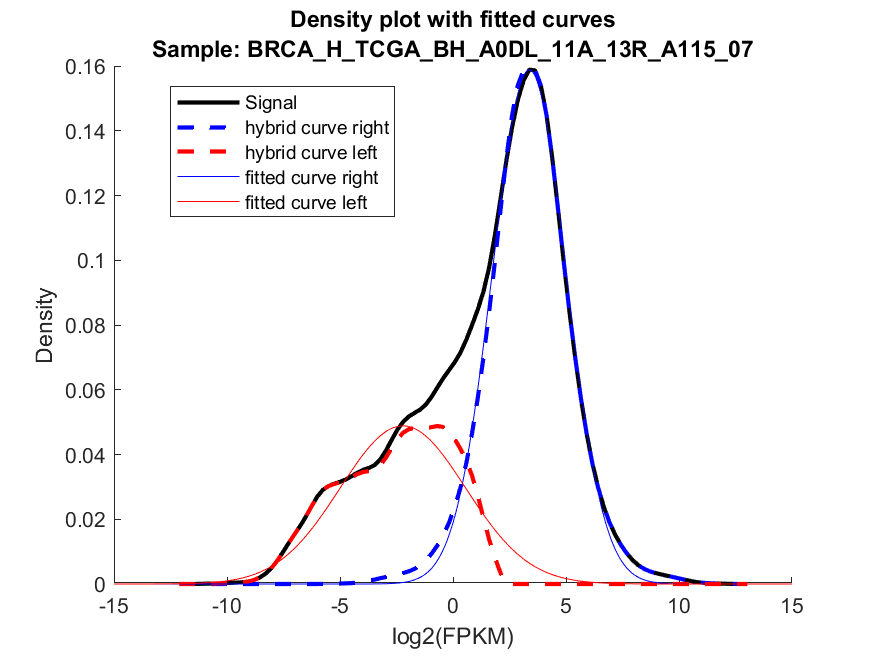 Density plot with fitted curves
Sample: BRCA_H_TCGA_BH_A0DL_11A_13R_A115_07
0.16
0.14
0.12
0.1
0.08
0.06
0.04
0.02
0
Density
Signal
hybrid curve right
hybrid curve left
fitted curve right
fitted curve left
-15 -10 -5 0 5 10 15
log2(FPKM)